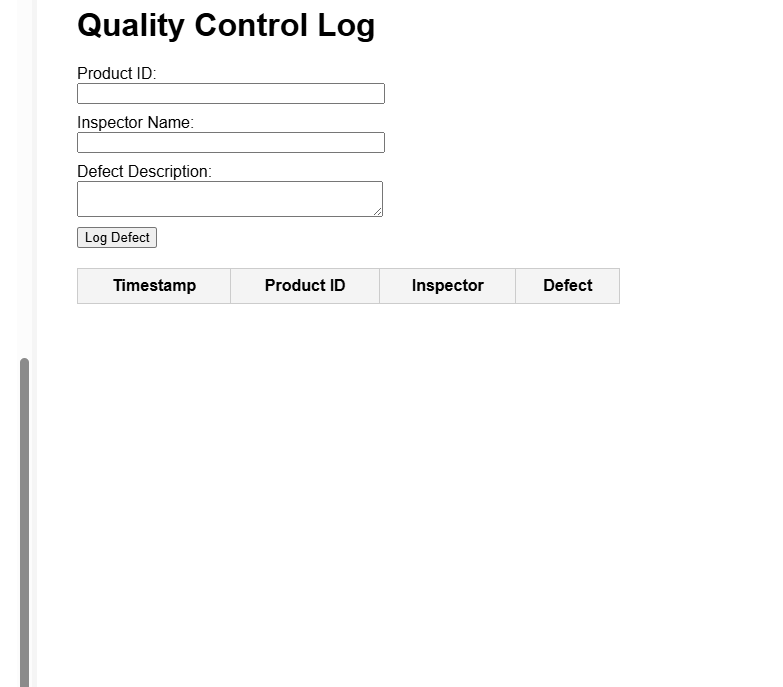 Quality Control Log
Product ID:
Inspector Name:
Defect Description:
Log Defect
Timestamp Product ID Inspector Defect